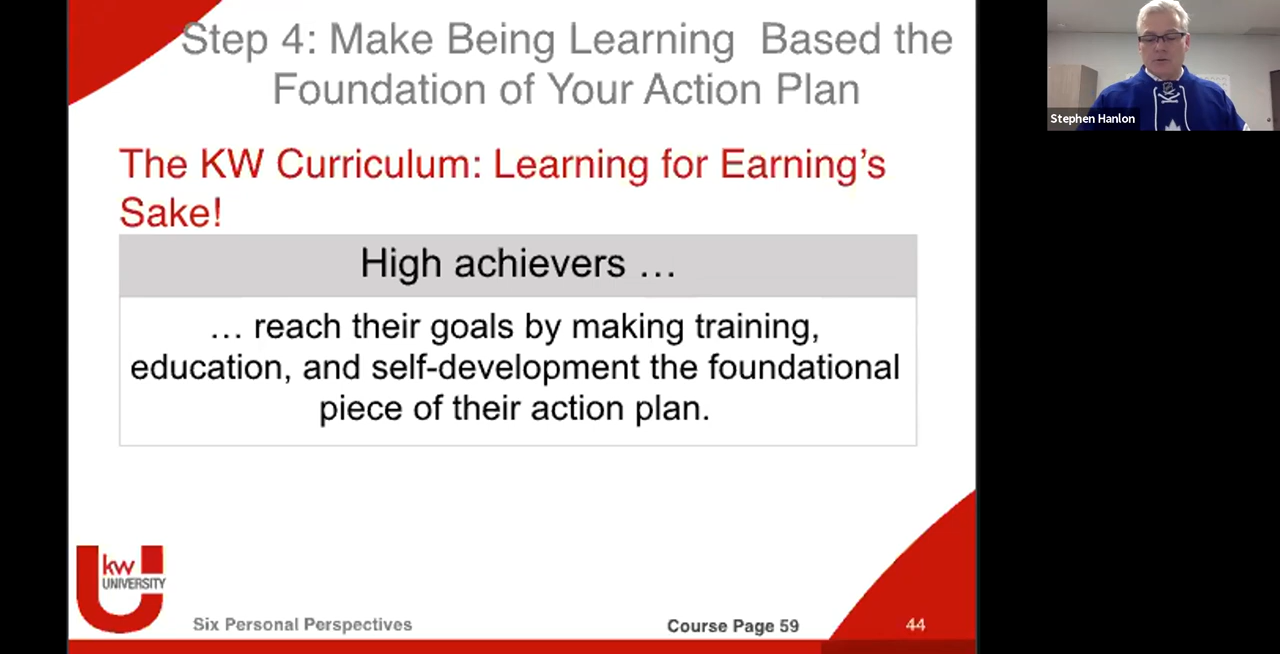 Step 4: Make Being Learning  Based the
Foundation of Your Action Plan
Stephen Hanlon
The KW Curriculum: Learning for Earning's
Sake!
High achievers …
… reach their goals by making training,
education, and self-development the foundational
piece of their action plan.
kw
UNIVERSITY
Six Personal Perspectives
Course Page 59
44